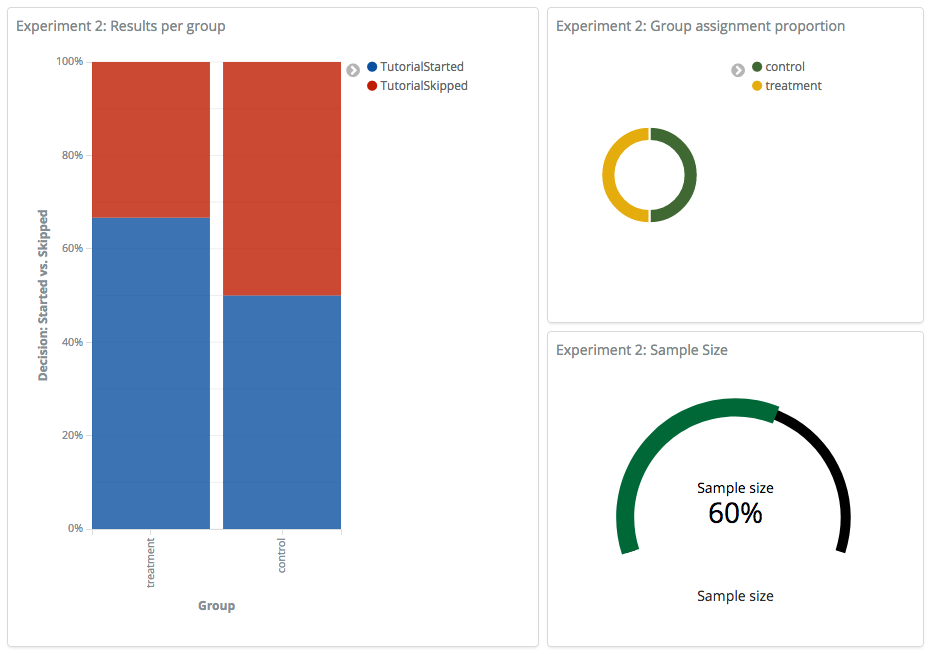 Experiment 2: Results per group
100%
80%
60%
40%
20%
0%
Decision: Started vs. Skipped
treatment
control
Group
TutorialStarted
TutorialSkipped
Experiment 2: Group assignment proportion
control
treatment
Experiment 2: Sample Size
Sample size
60%
Sample size